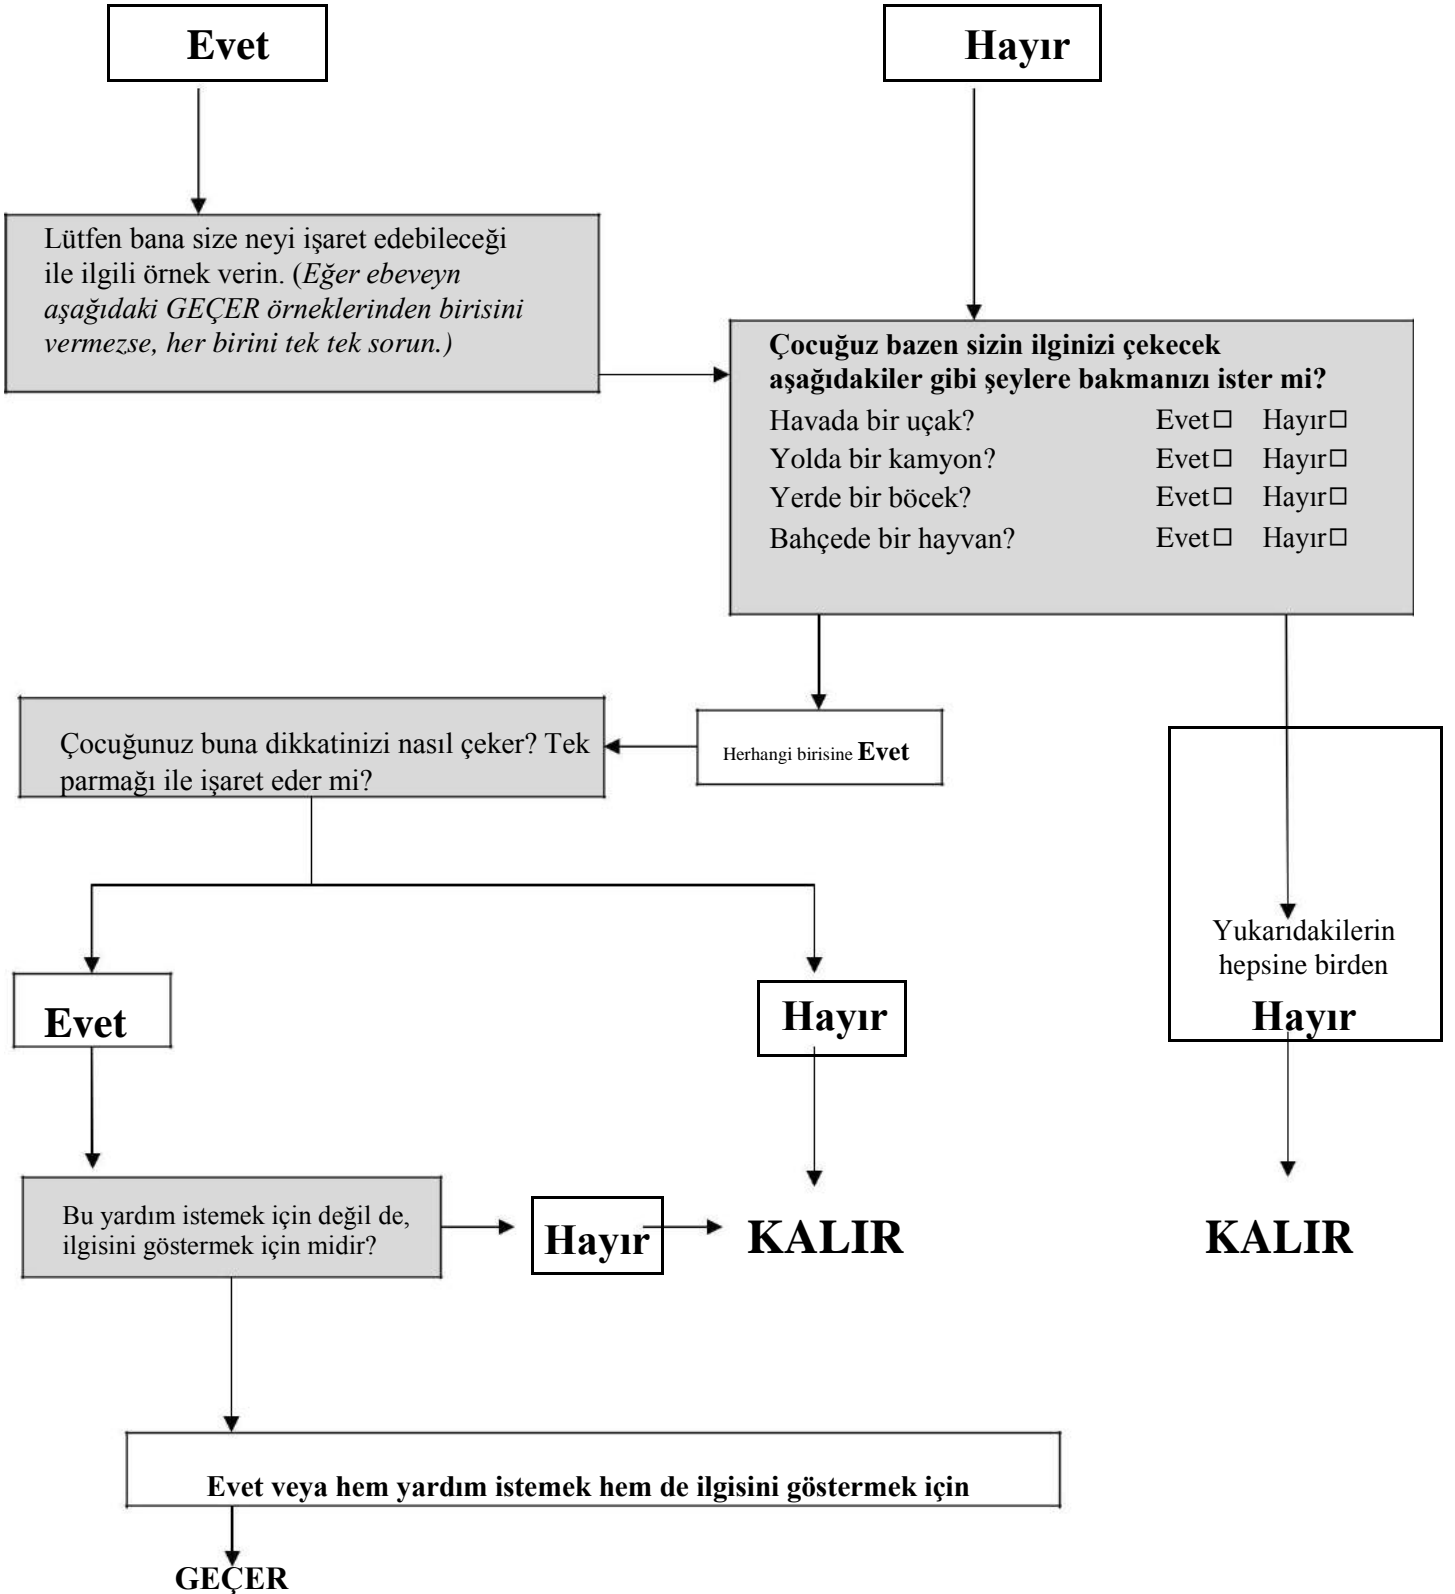 Evet
Hayır
Lütfen bana size neyi işaret edebileceği
ile ilgili örnek verin. (Eğer ebeveyn
aşağıdaki GEÇER örneklerinden birisini
vermezse, her birini tek tek sorun.)
Çocuğuz bazen sizin ilginizi çekecek
aşağıdakiler gibi şeylere bakmanızı ister mi?
Havada bir uçak? Evet□ Hayır□
Yolda bir kamyon? Evet□ Hayır□
Yerde bir böcek? Evet□ Hayır□
Bahçede bir hayvan? Evet□ Hayır□
Çocuğunuz buna dikkatinizi nasıl çeker? Tek
parmağı ile işaret eder mi?
Herhangi birisine Evet
Yukarıdakilerin
hepsine birden
Hayır
Evet
Hayır
Bu yardım istemek için değil de,
ilgisini göstermek için midir?
Hayır
KALIR
KALIR
Evet veya hem yardım istemek hem de ilgisini göstermek için
GEÇER